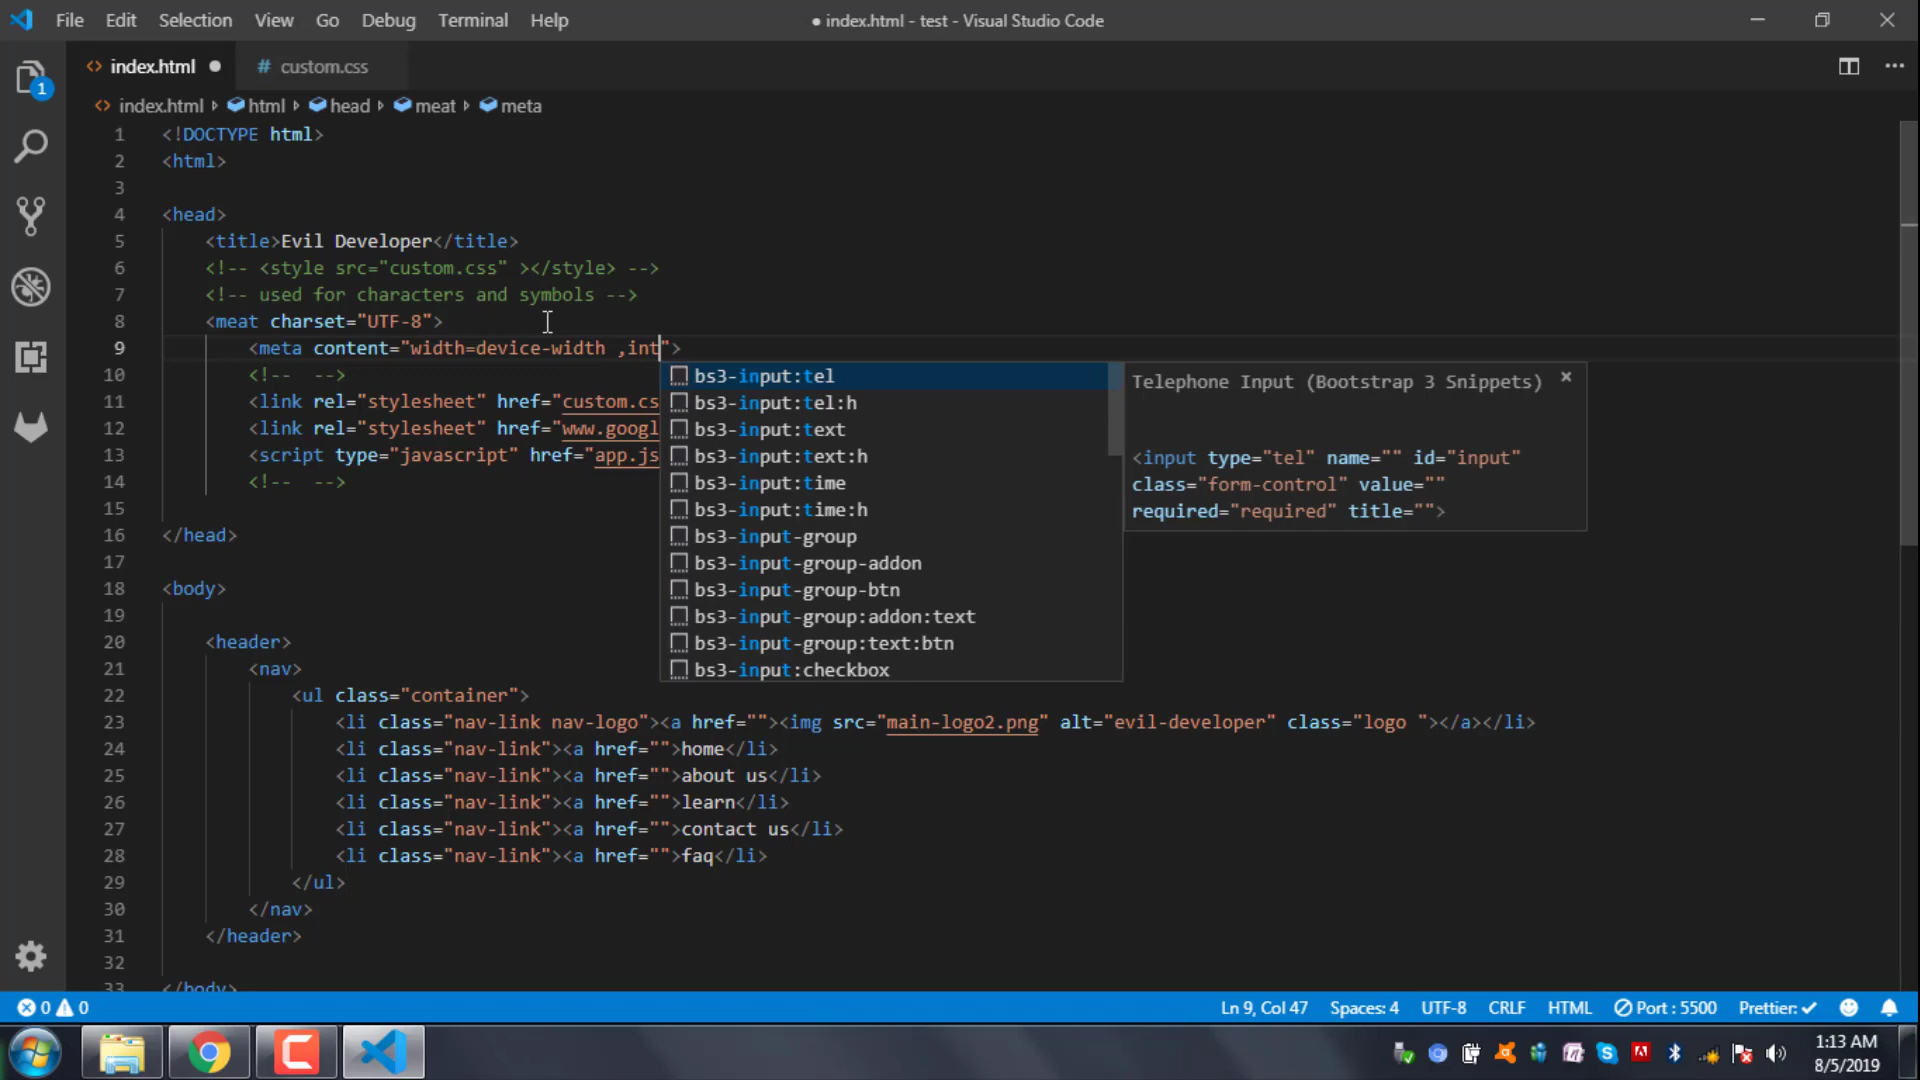 File Edit Selection View Go Debug Terminal Help ● index.html - test - Visual Studio Code
index.html ● # custom.css
index.html html head meat meta
1 <!DOCTYPE html>
2 <html>
3
4 <head>
5 <title>Evil Developer</title>
6 <!-- <style src="custom.css" ></style> -->
7 <!-- used for characters and symbols -->
8 <meat charset="UTF-8">
9 <meta content="width=device-width ,int">
10 <!-- -->
11 <link rel="stylesheet" href="custom.cs
12 <link rel="stylesheet" href="www.googl
13 <script type="javascript" href="app.js
14 <!-- -->
15
16 </head>
17
18 <body>
19
20 <header>
21 <nav>
22 <ul class="container">
23 <li class="nav-link nav-logo"><a href=""><img src="main-logo2.png" alt="evil-developer" class="logo "></a></li>
24 <li class="nav-link"><a href="">home</li>
25 <li class="nav-link"><a href="">about us</li>
26 <li class="nav-link"><a href="">learn</li>
27 <li class="nav-link"><a href="">contact us</li>
28 <li class="nav-link"><a href="">faq</li>
29 </ul>
30 </nav>
31 </header>
32
33 </body>
bs3-input:tel
bs3-input:tel:h
bs3-input:text
bs3-input:text:h
bs3-input:time
bs3-input:time:h
bs3-input-group
bs3-input-group-addon
bs3-input-group-btn
bs3-input-group:addon:text
bs3-input-group:text:btn
bs3-input:checkbox
Telephone Input (Bootstrap 3 Snippets) ×
<input type="tel" name="" id="input"
class="form-control" value=""
required="required" title="">
1
0 0 Ln 9, Col 47 Spaces: 4 UTF-8 CRLF HTML Port : 5500 Prettier: ✓
1:13 AM
8/5/2019